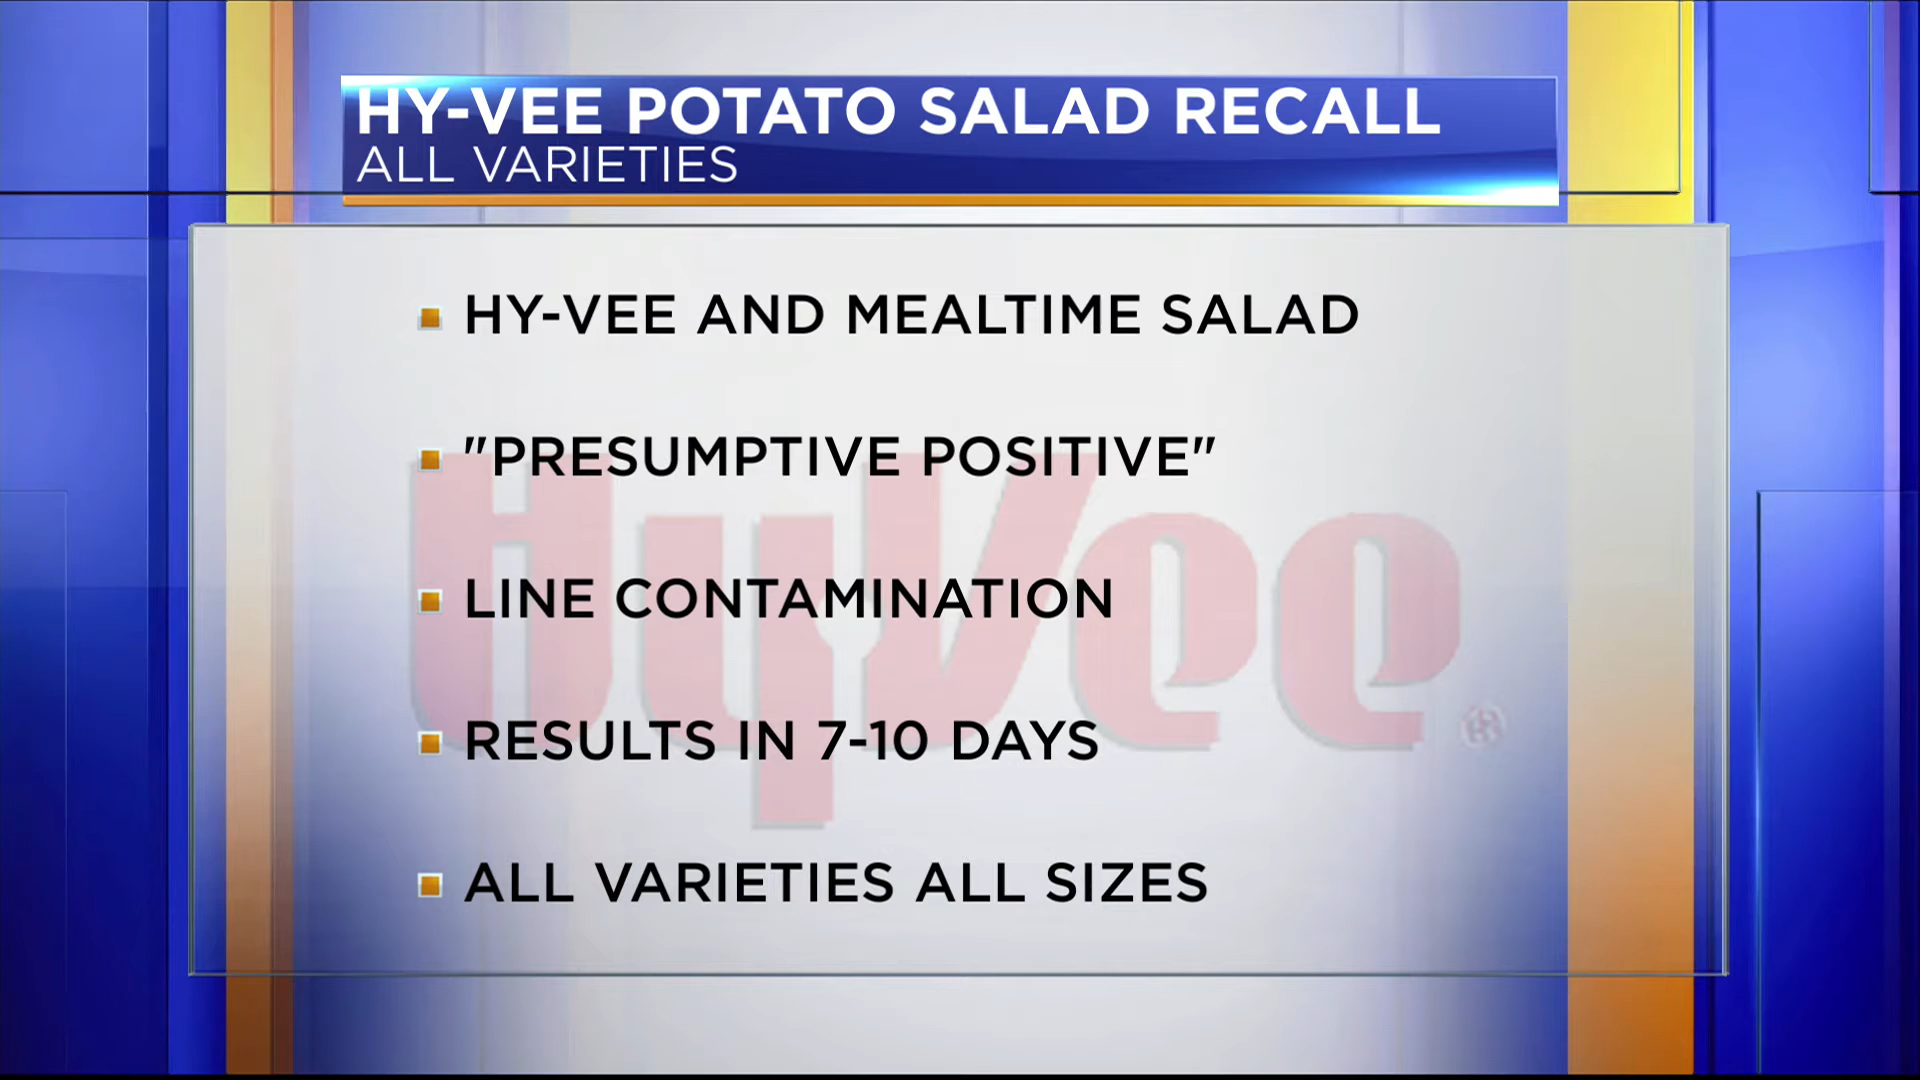 HY-VEE POTATO SALAD RECALL
ALL VARIETIES
HY-VEE AND MEALTIME SALAD
"PRESUMPTIVE POSITIVE"
LINE CONTAMINATION
RESULTS IN 7-10 DAYS
ALL VARIETIES ALL SIZES
HyVee®